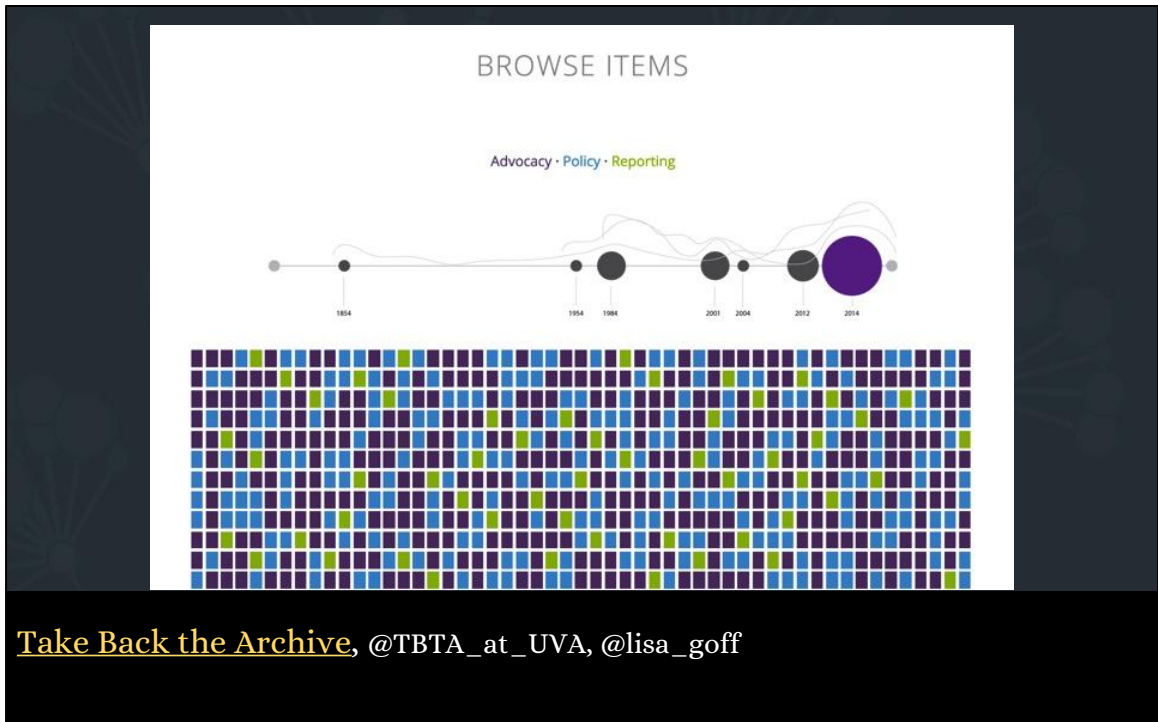 BROWSE ITEMS
Advocacy · Policy · Reporting
1854 1954 1984 2001 2004 2012 2014
Take Back the Archive, @TBTA_at_UVA, @lisa_goff